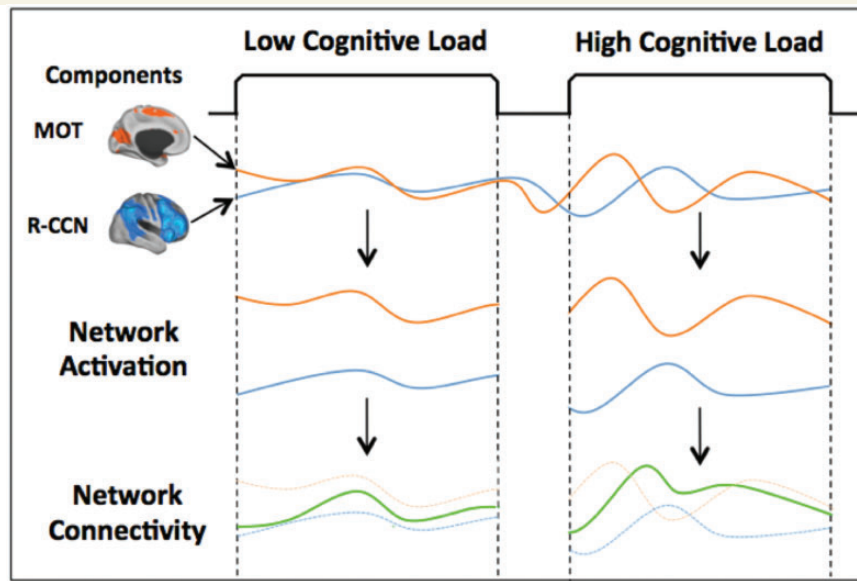 Low Cognitive Load
High Cognitive Load
Components
MOT
R-CCN
Network
Activation
Network
Connectivity